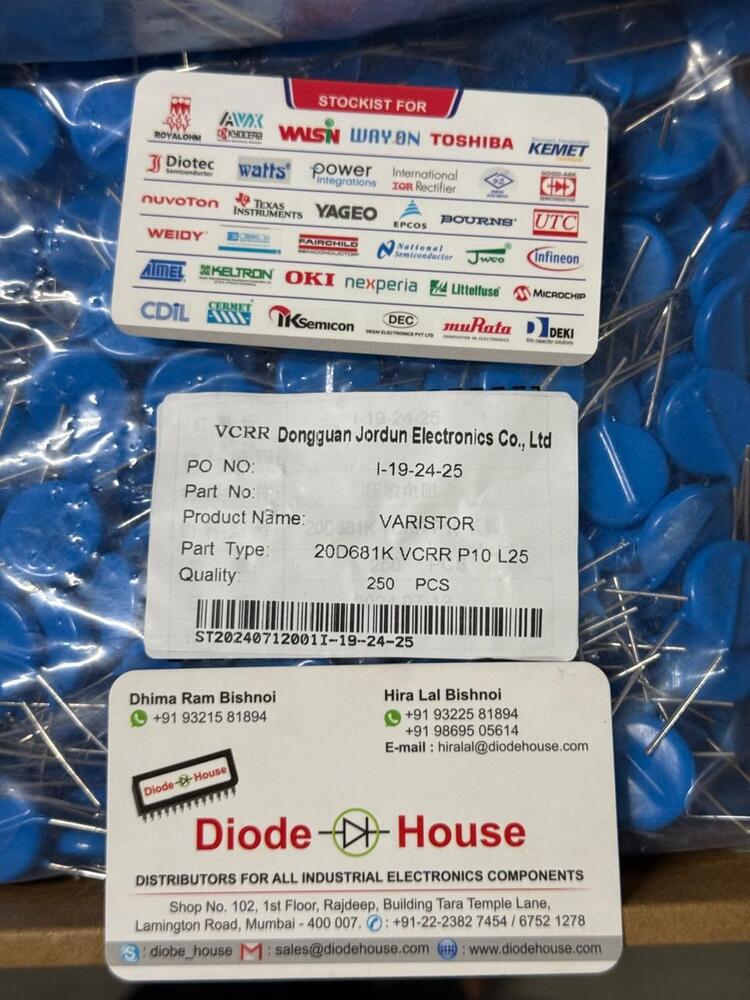 STOCKIST FOR
ROYALOHM AVX KYOCERA WALSIN WAYON TOSHIBA KEMET
Diotec Semiconductor watts power integrations International IOR Rectifier GOOD-ARK SEMICONDUCTOR
nuvoTon TEXAS INSTRUMENTS YAGEO EPCOS BOURNS UTC
WEIDY FAIRCHILD SEMICONDUCTOR National Semiconductor Jwco Infineon
ATMEL KELTRON OKI nexperia Littelfuse MICROCHIP
CDIL CERMET TKSemicon DEC DESAI ELECTRONICS PVT LTD muRata INNOVATOR IN ELECTRONICS DEKI
VCRR Dongguan Jordun Electronics Co., Ltd
PO NO: I-19-24-25
Part No:
Product Name: VARISTOR
Part Type: 20D681K VCRR P10 L25
Quality: 250 PCS
ST20240712001I-19-24-25
Dhima Ram Bishnoi
+91 93215 81894
Hira Lal Bishnoi
+91 93225 81894
+91 98695 05614
E-mail : hiralal@diodehouse.com
Diode House
Diode House
DISTRIBUTORS FOR ALL INDUSTRIAL ELECTRONICS COMPONENTS
Shop No. 102, 1st Floor, Rajdeep, Building Tara Temple Lane,
Lamington Road, Mumbai - 400 007. : +91-22-2382 7454 / 6752 1278
: diobe_house : sales@diodehouse.com : www.diodehouse.com